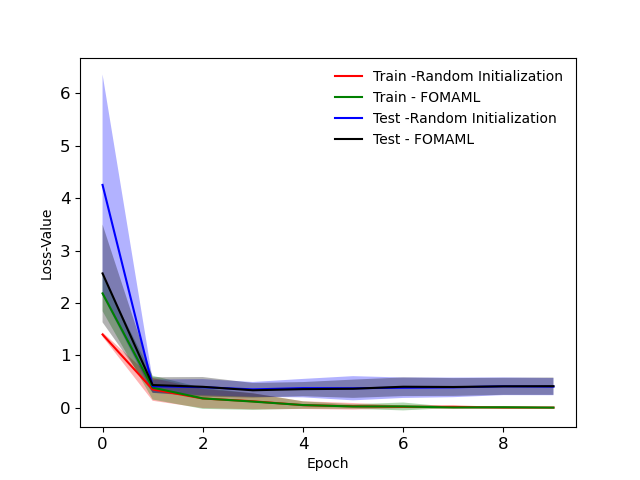 Train -Random Initialization
Train - FOMAML
Test -Random Initialization
Test - FOMAML
6
5
4
3
2
1
0
Loss-Value
0 2 4 6 8
Epoch